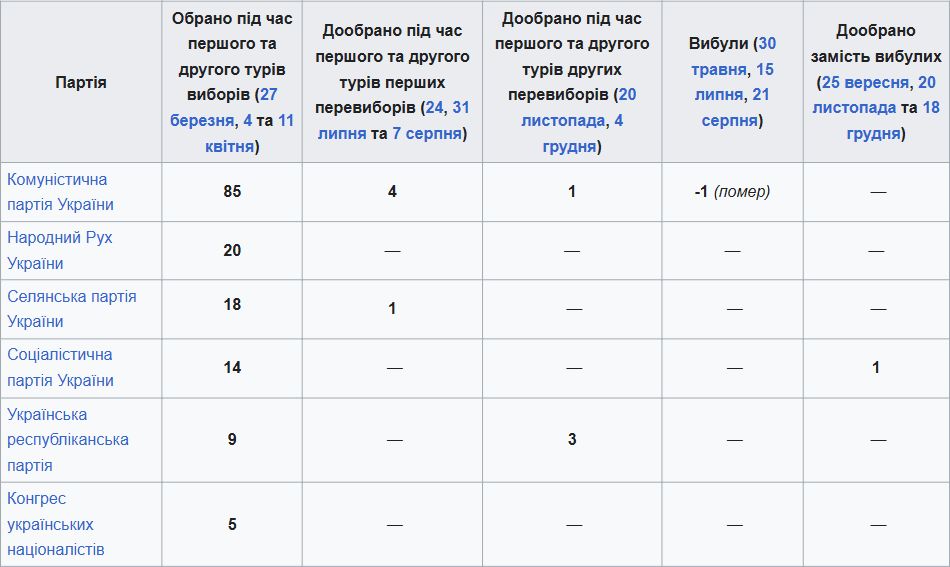 Партія
Обрано під час
першого та
другого турів
виборів (27
березня, 4 та 11
квітня)
Дообрано під час
першого та другого
турів перших
перевиборів (24, 31
липня та 7 серпня)
Дообрано під час
першого та другого
турів других
перевиборів (20
листопада, 4
грудня)
Вибули (30
травня, 15
липня, 21
серпня)
Дообрано
замість вибулих
(25 вересня, 20
листопада та 18
грудня)
Комуністична
партія України
85
4
1
-1 (помер)
—
Народний Рух
України
20
—
—
—
—
Селянська партія
України
18
1
—
—
—
Соціалістична
партія України
14
—
—
—
1
Українська
республіканська
партія
9
—
3
—
—
Конгрес
українських
націоналістів
5
—
—
—
—